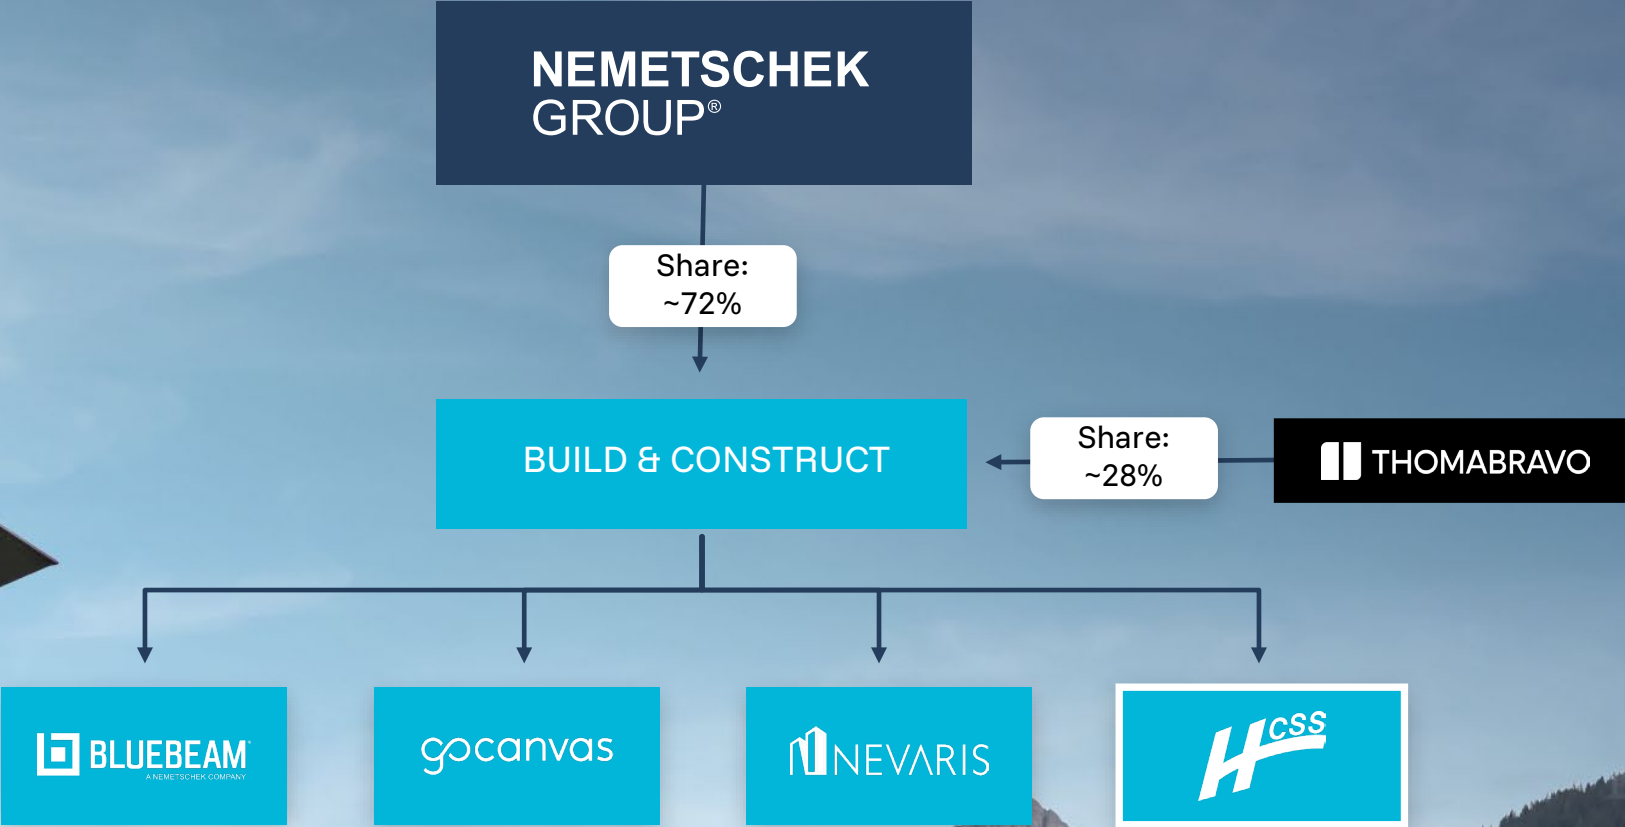 NEMETSCHEK
GROUP®
Share:
~72%
BUILD & CONSTRUCT
Share:
~28%
THOMABRAVO
BLUEBEAM
A NEMETSCHEK COMPANY
gocanvas
NEVARIS
HCSS